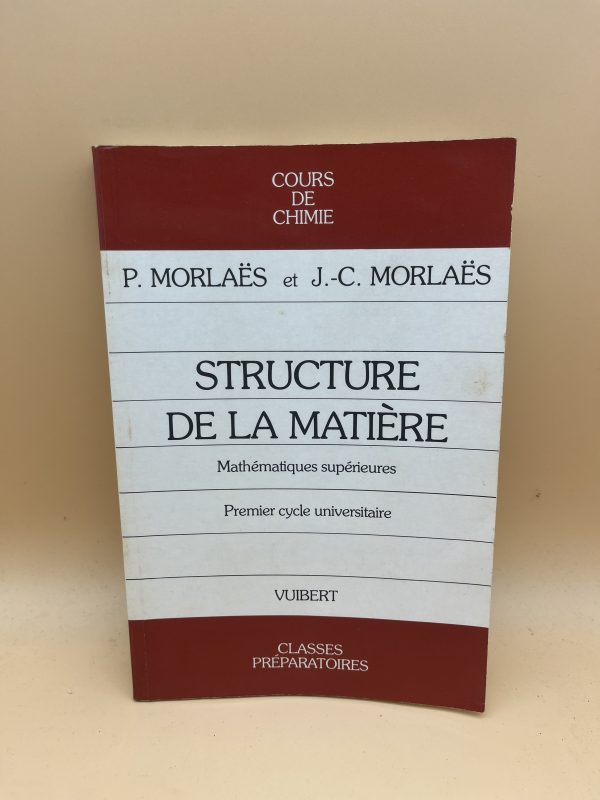 COURS
DE
CHIMIE
P. MORLAËS et J.-C. MORLAËS
STRUCTURE
DE LA MATIÈRE
Mathématiques supérieures
Premier cycle universitaire
VUIBERT
CLASSES
PRÉPARATOIRES